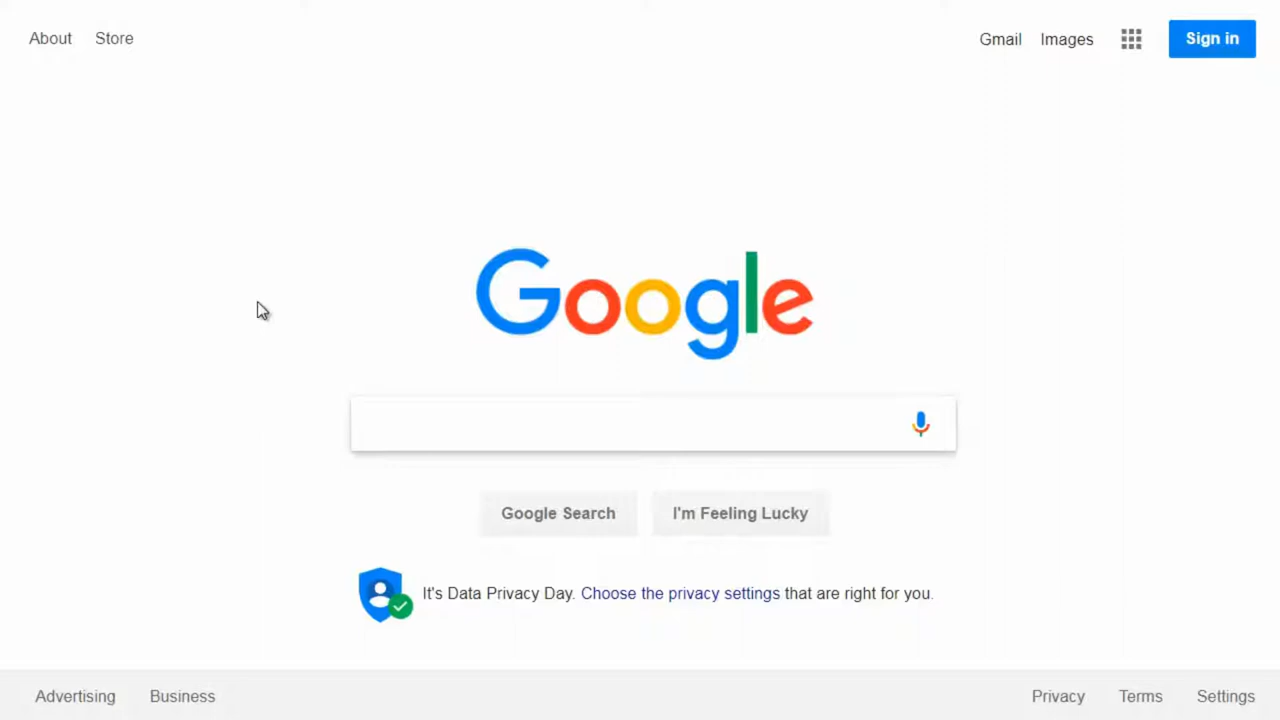 About Store Gmail Images Sign in
Google
Google Search I'm Feeling Lucky
It's Data Privacy Day. Choose the privacy settings that are right for you.
Advertising Business Privacy Terms Settings